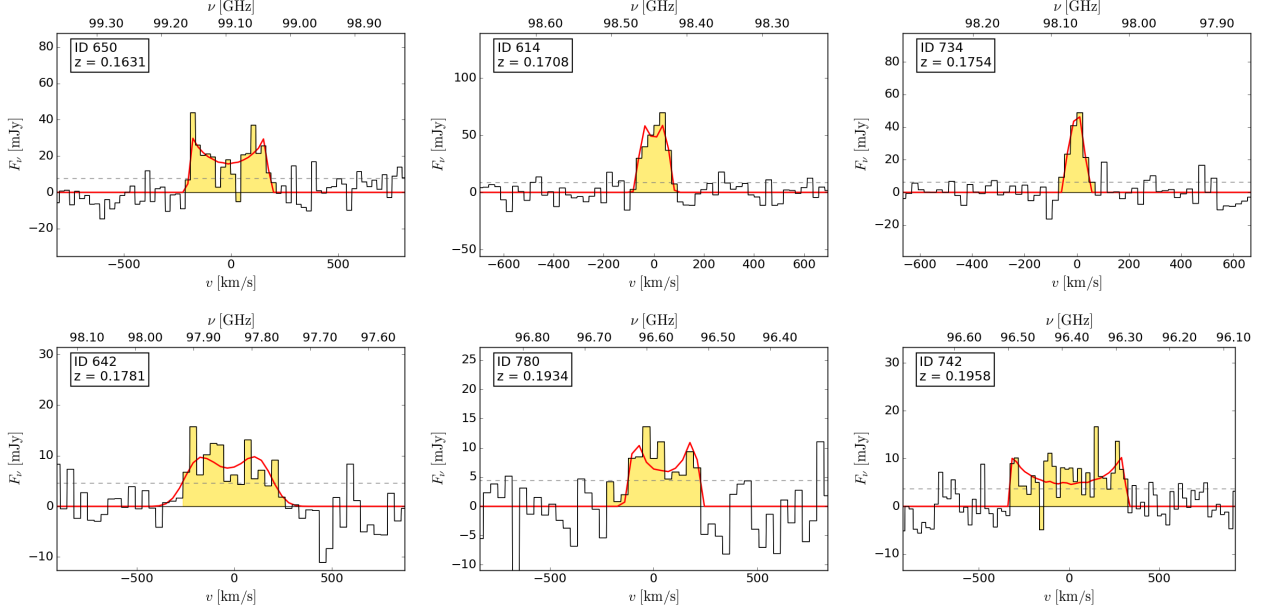 ν [GHz]
ν [GHz]
ν [GHz]
99.30 99.20 99.10 99.00 98.90
98.60 98.50 98.40 98.30
98.20 98.10 98.00 97.90
ID 650
z = 0.1631
80
60
40
20
0
−20
F_ν [mJy]
−500 0 500
v [km/s]
ID 614
z = 0.1708
100
50
0
−50
F_ν [mJy]
−600 −400 −200 0 200 400 600
v [km/s]
ID 734
z = 0.1754
80
60
40
20
0
−20
F_ν [mJy]
−600 −400 −200 0 200 400 600
v [km/s]
ν [GHz]
ν [GHz]
ν [GHz]
98.10 98.00 97.90 97.80 97.70 97.60
96.80 96.70 96.60 96.50 96.40
96.60 96.50 96.40 96.30 96.20 96.10
ID 642
z = 0.1781
30
20
10
0
−10
F_ν [mJy]
−500 0 500
v [km/s]
ID 780
z = 0.1934
25
20
15
10
5
0
−5
−10
F_ν [mJy]
−500 0 500
v [km/s]
ID 742
z = 0.1958
30
20
10
0
−10
F_ν [mJy]
−500 0 500
v [km/s]